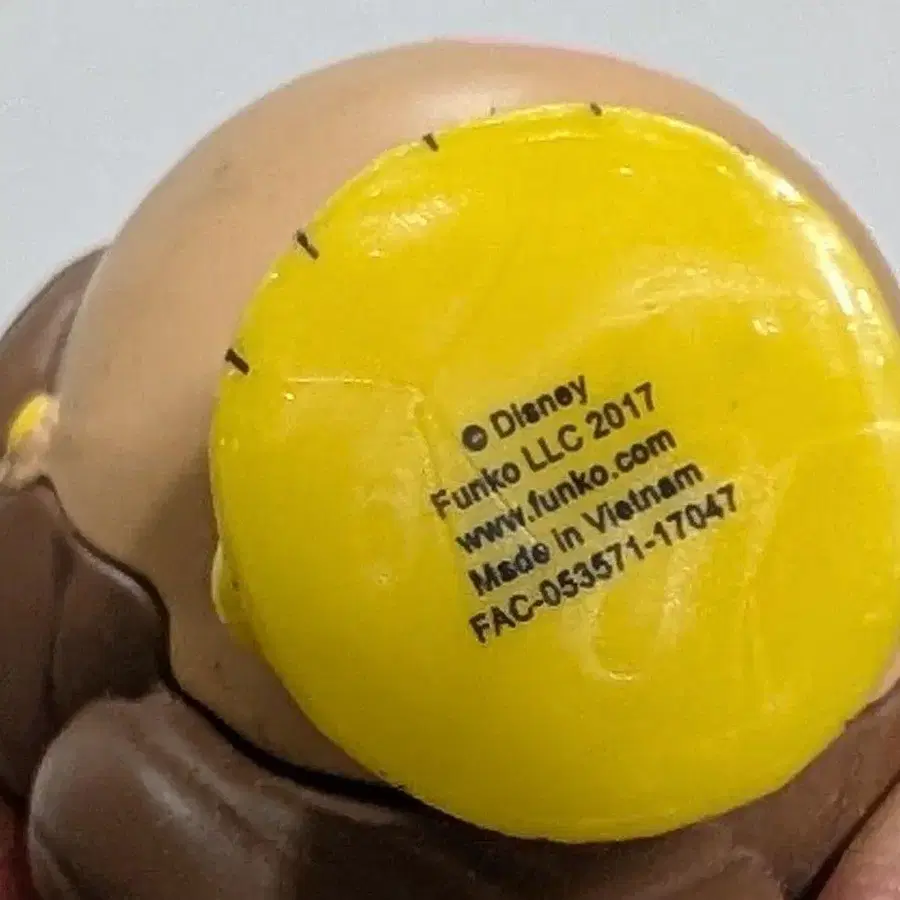 © Disney
Funko LLC 2017
www.funko.com
Made in Vietnam
FAC-053571-17047